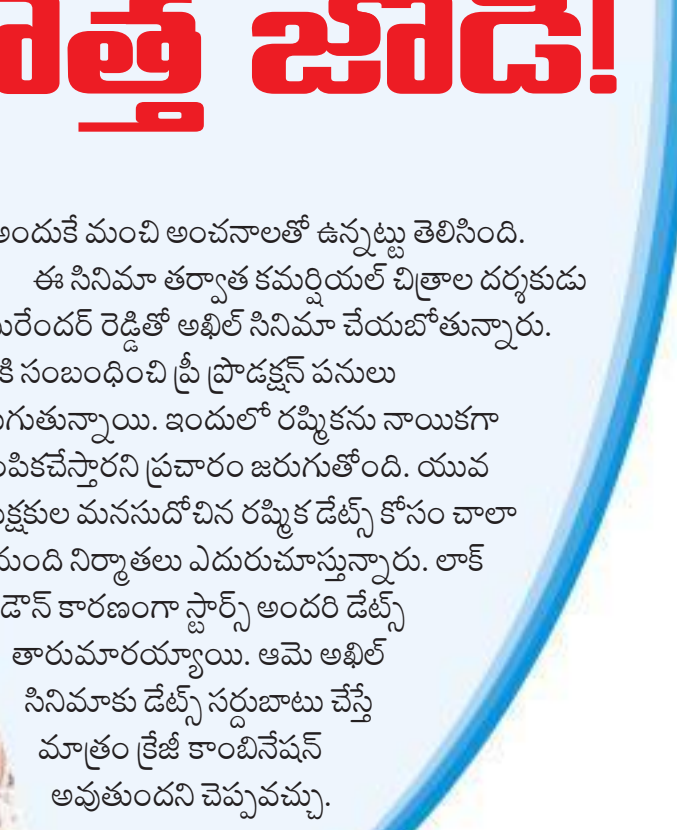 త్త జోడీ!
అందుకే మంచి అంచనాలతో ఉన్నట్టు తెలిసింది.
ఈ సినిమా తర్వాత కమర్షియల్ చిత్రాల దర్శకుడు
రెడ్డితో అఖిల్ సినిమా చేయబోతున్నారు.
కి సంబంధించి ప్రీ ప్రొడక్షన్ పనులు
గుతున్నాయి. ఇందులో రష్మికను నాయికగా
పికచేస్తారని ప్రచారం జరుగుతోంది. యువ
క్షకుల మనసుదోచిన రష్మిక డేట్స్ కోసం చాలా
మంది నిర్మాతలు ఎదురుచూస్తున్నారు. లాక్
డౌన్ కారణంగా స్టార్స్ అందరి డేట్స్
తారుమారయ్యాయి. ఆమె అఖిల్
సినిమాకు డేట్స్ సర్దుబాటు చేస్తే
మాత్రం క్రేజీ కాంబినేషన్
అవుతుందని చెప్పవచ్చు.